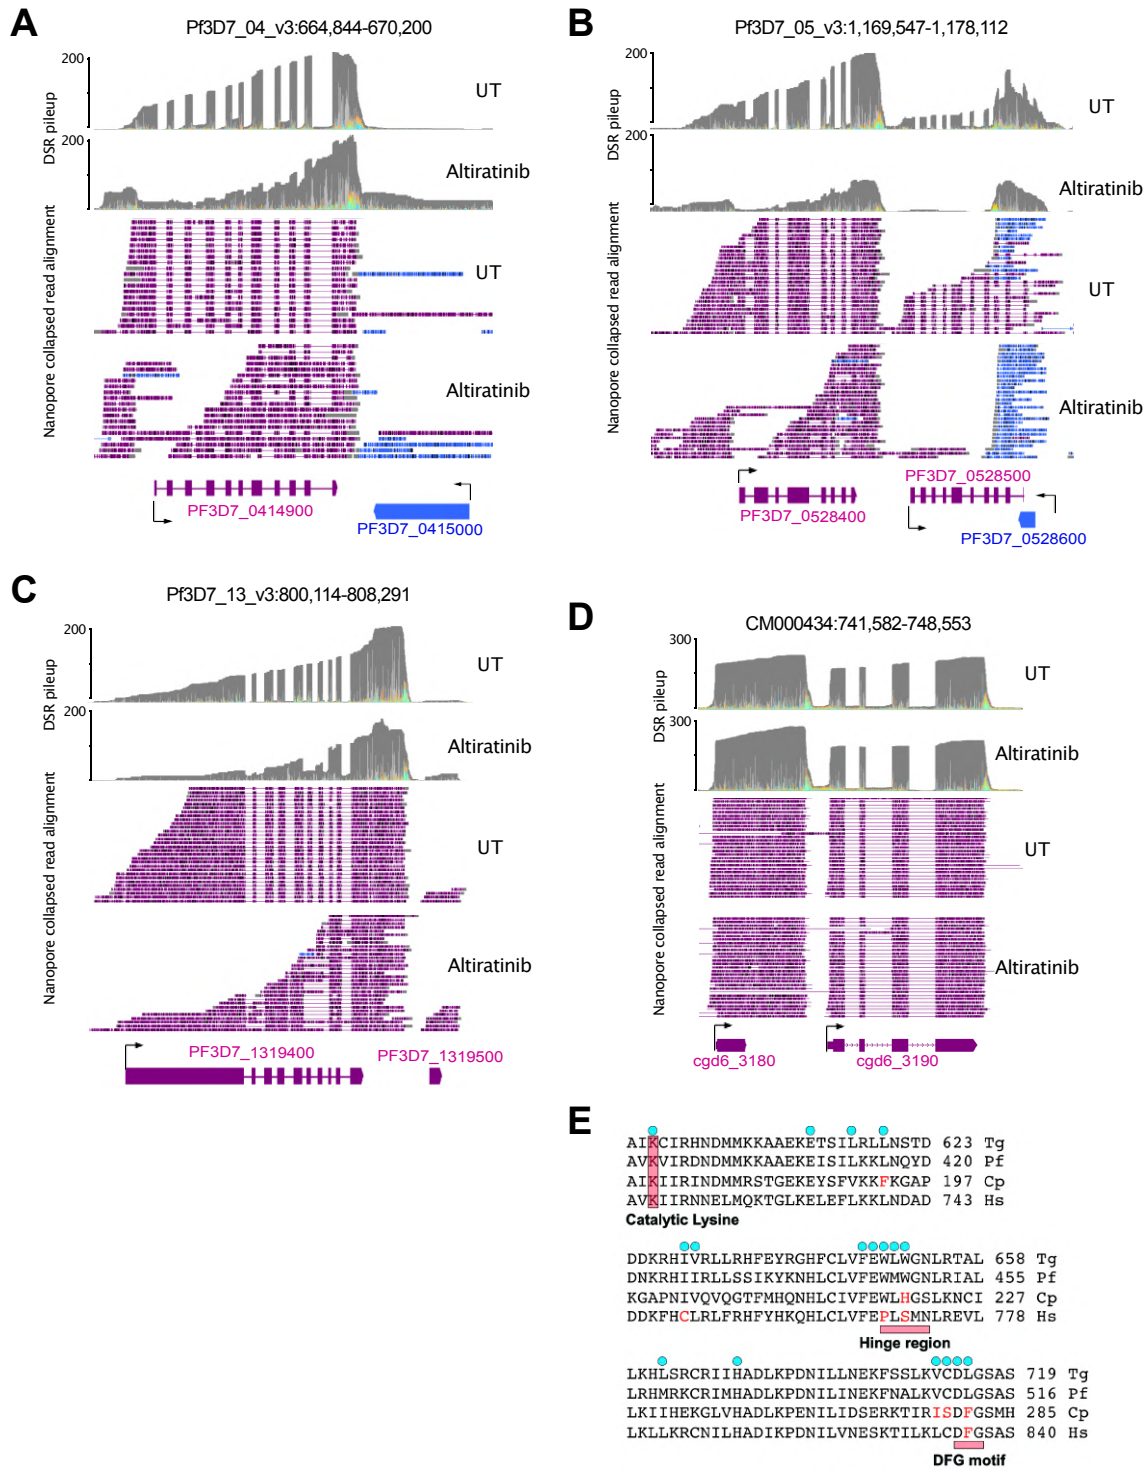 A
Pf3D7_04_v3:664,844-670,200
200
DSR pileup
UT
200
Altiratinib
Nanopore collapsed read alignment
UT
Altiratinib
PF3D7_0414900
PF3D7_0415000
B
Pf3D7_05_v3:1,169,547-1,178,112
200
DSR pileup
UT
200
Altiratinib
Nanopore collapsed read alignment
UT
Altiratinib
PF3D7_0528400
PF3D7_0528500
PF3D7_0528600
C
Pf3D7_13_v3:800,114-808,291
200
DSR pileup
UT
200
Altiratinib
Nanopore collapsed read alignment
UT
Altiratinib
PF3D7_1319400
PF3D7_1319500
D
CM000434:741,582-748,553
300
DSR pileup
UT
300
Altiratinib
Nanopore collapsed read alignment
UT
Altiratinib
cgd6_3180
cgd6_3190
E
AIKCIRHNDMMKKAAEKETSILRLLNSTD 623 Tg
AVKVIRDNDMMKKAAEKEISILKKLNQYD 420 Pf
AIKIIRINDMMRSTGEKEYSFVKKFKGAP 197 Cp
AVKIIRNNELMQKTGLKELEFLKKLNDAD 743 Hs
Catalytic Lysine
DDKRHIVRLLRHFEYRGHFCLVFEWLWGNLRTAL 658 Tg
DNKRHIIRLLSSIKYKNHLCLVFEWMWGNLRIAL 455 Pf
KGAPNIVQVQGTFMHQNHLCIVFEWLHGSLKNCI 227 Cp
DDKFHCLRLFRHFYHKQHLCLVFEPLSMNLREVL 778 Hs
Hinge region
LKHLSRCRIIHADLKPDNILLNEKFSSLKVCDLGSAS 719 Tg
LRHMRKCRIMHADLKPDNILINEKFNALKVCDLGSAS 516 Pf
LKIIHEKGLVHADLKPENILIDSERKTIRISDFGSMH 285 Cp
LKLLKRCNILHADIKPDNILVNESKTILKLCDFGSAS 840 Hs
DFG motif